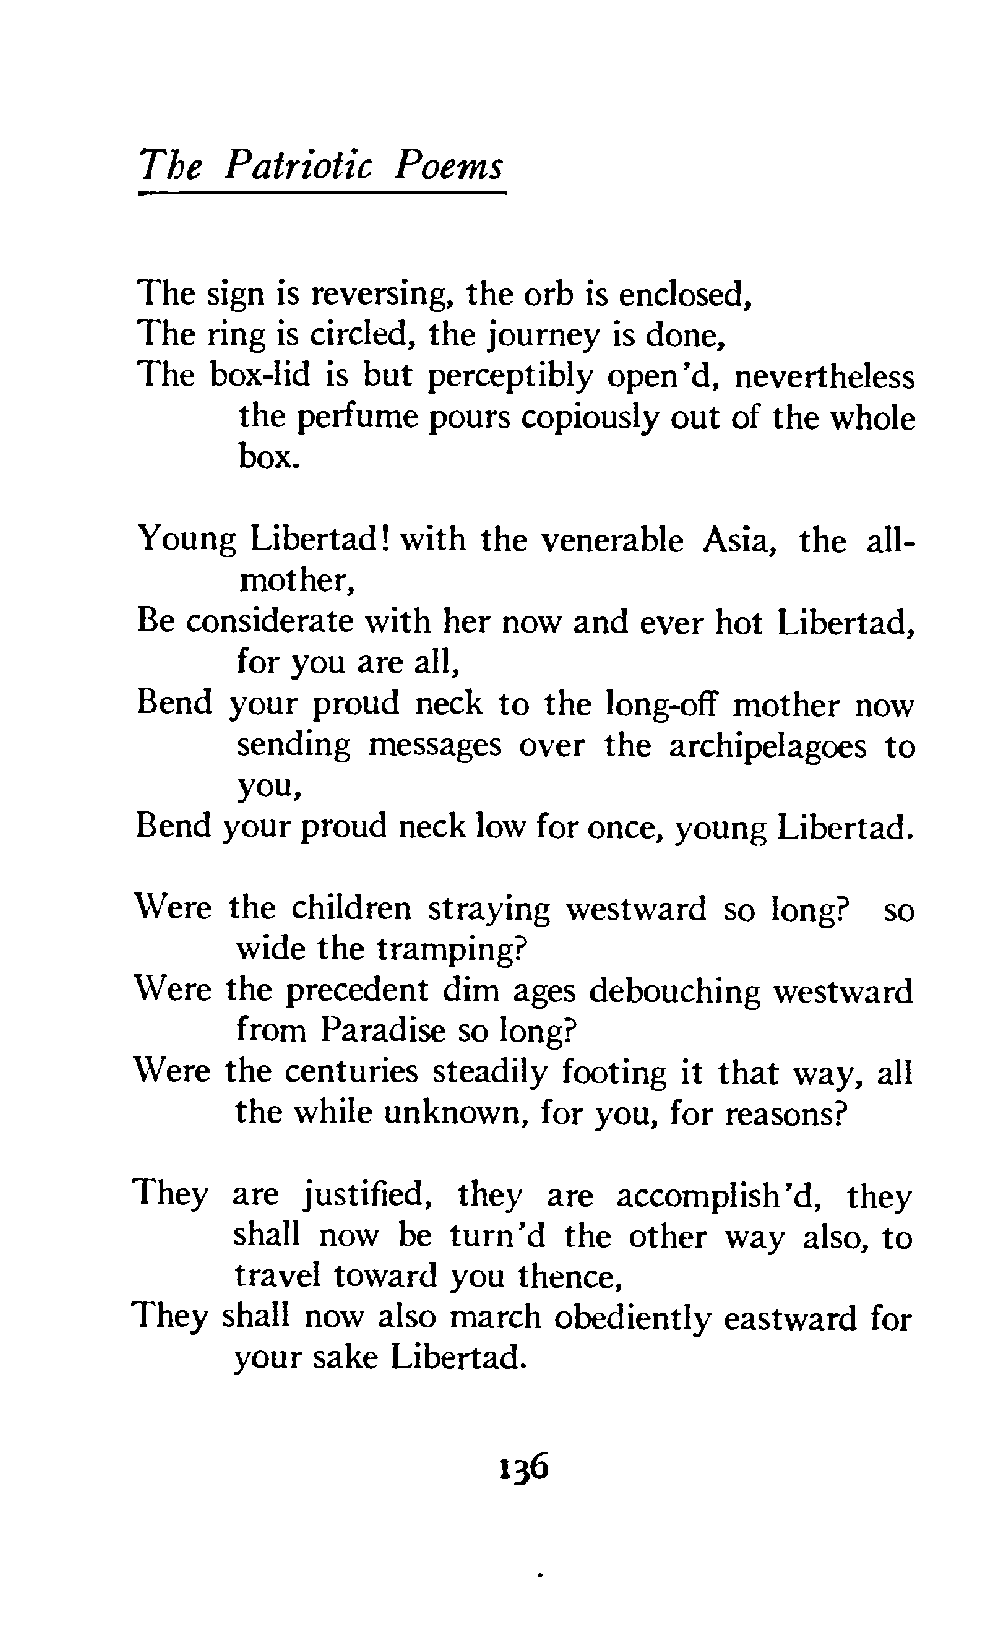 The Patriotic Poems
The sign is reversing, the orb is enclosed,
The ring is circled, the journey is done,
The box-lid is but perceptibly open'd, nevertheless
the perfume pours copiously out of the whole
box.
Young Libertad! with the venerable Asia, the all-
mother,
Be considerate with her now and ever hot Libertad,
for you are all,
Bend your proud neck to the long-off mother now
sending messages over the archipelagoes to
you,
Bend your proud neck low for once, young Libertad.
Were the children straying westward so long? so
wide the tramping?
Were the precedent dim ages debouching westward
from Paradise so long?
Were the centuries steadily footing it that way, all
the while unknown, for you, for reasons?
They are justified, they are accomplish'd, they
shall now be turn'd the other way also, to
travel toward you thence,
They shall now also march obediently eastward for
your sake Libertad.
136